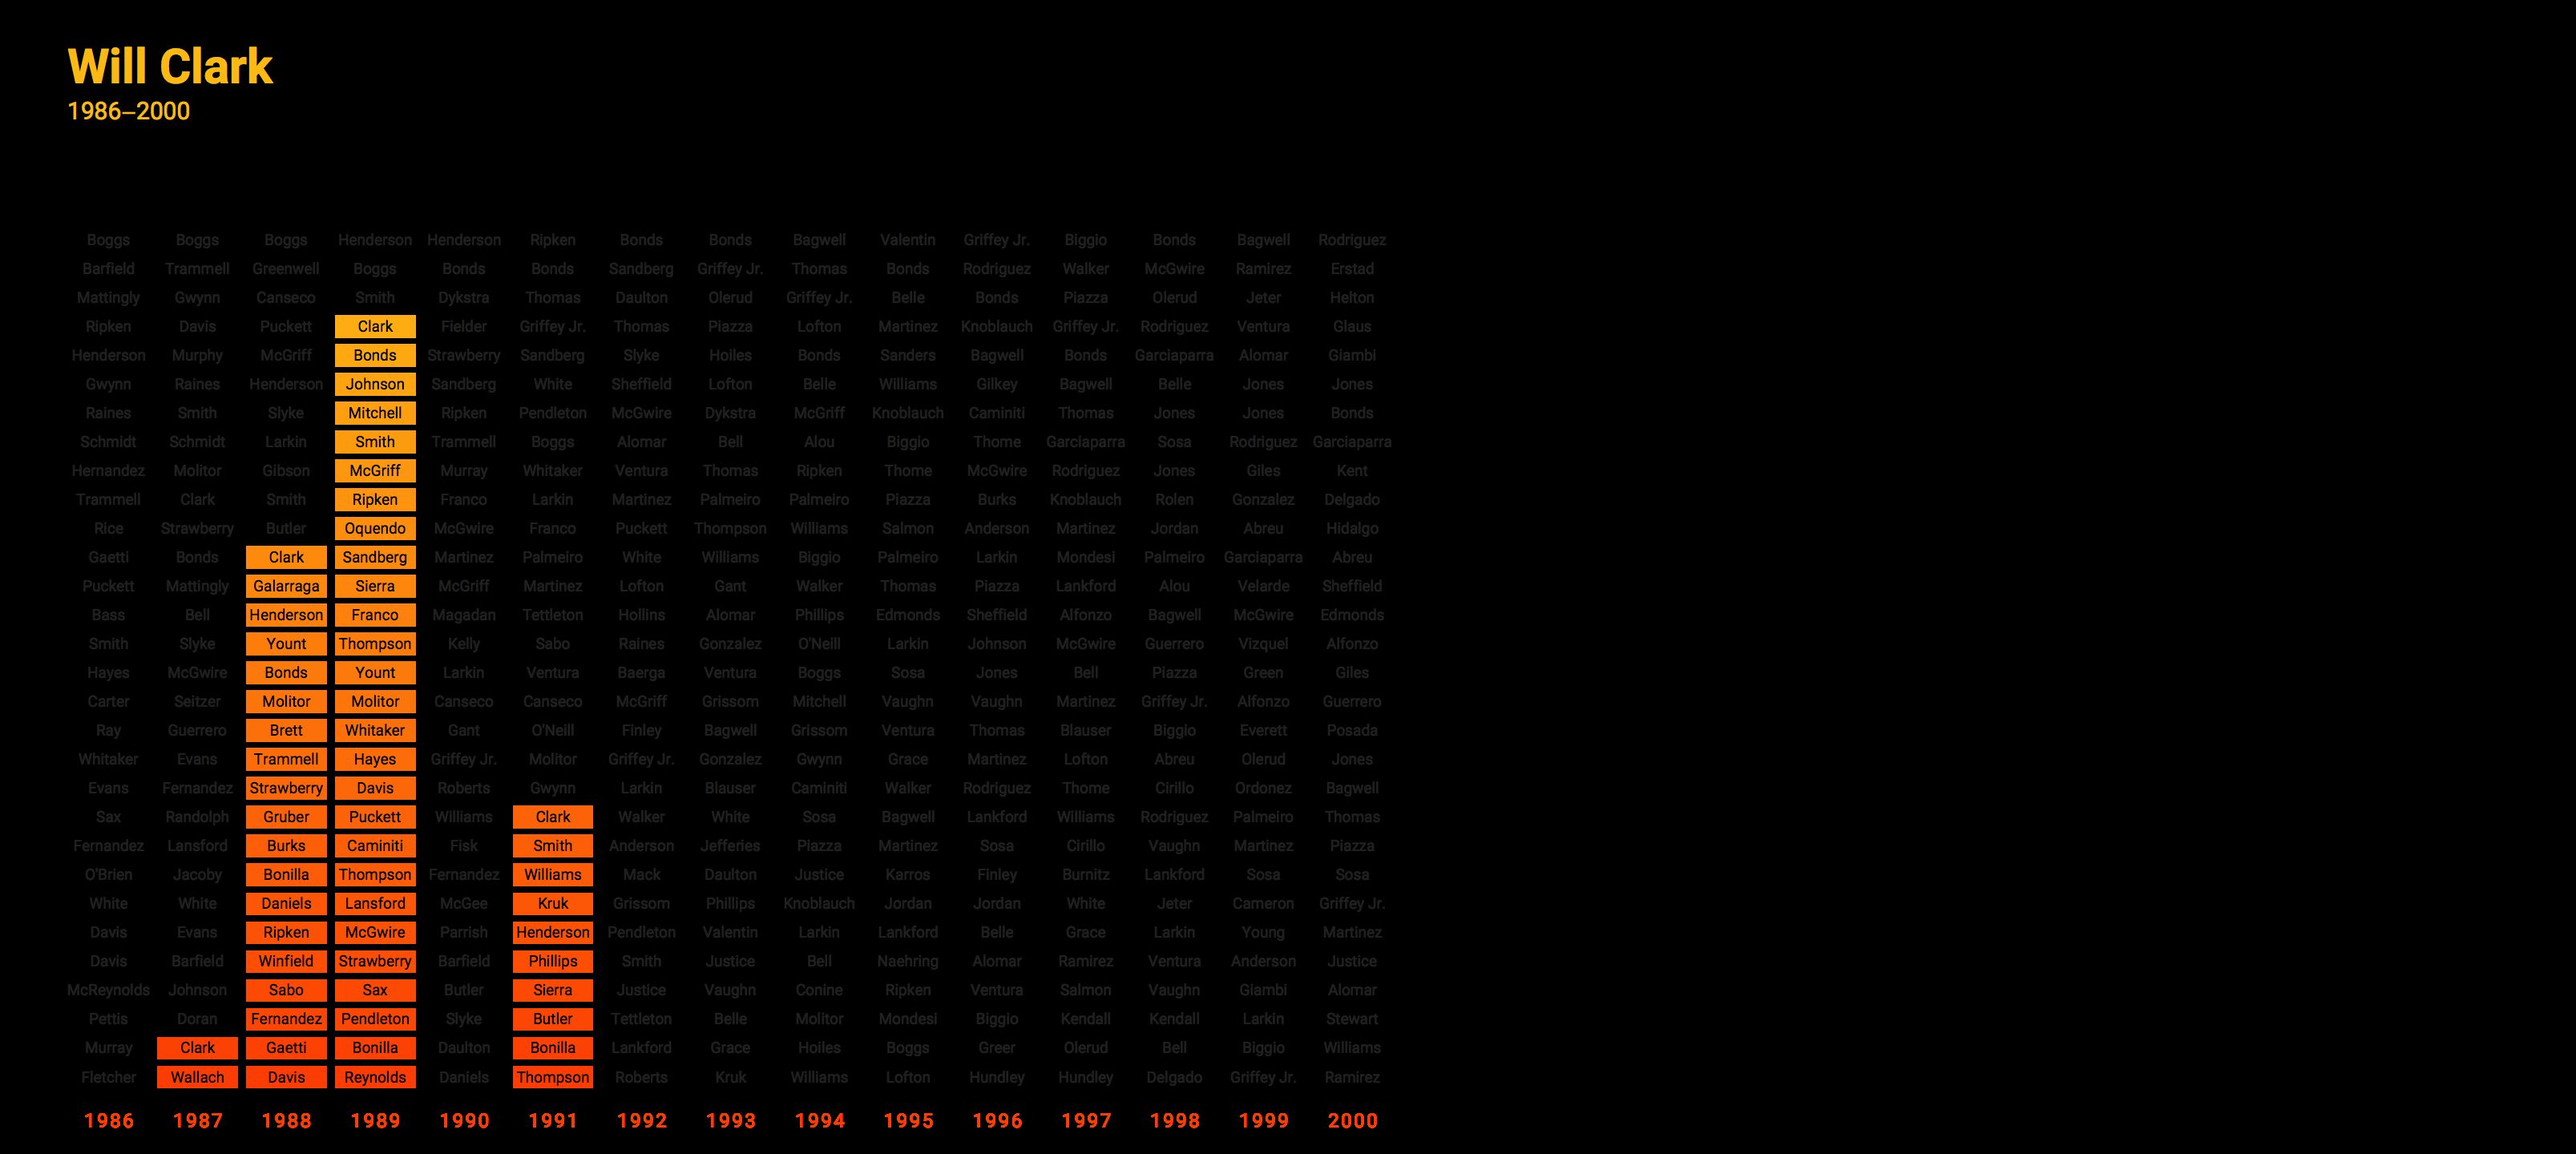 Will Clark
1986–2000
Boggs Boggs Boggs Henderson Henderson Ripken Bonds Bonds Bagwell Valentin Griffey Jr. Biggio Bonds Bagwell Rodriguez
Barfield Trammell Greenwell Boggs Bonds Bonds Sandberg Griffey Jr. Thomas Bonds Rodriguez Walker McGwire Ramirez Erstad
Mattingly Gwynn Canseco Smith Dykstra Thomas Daulton Olerud Griffey Jr. Belle Bonds Piazza Olerud Jeter Helton
Ripken Davis Puckett Clark Fielder Griffey Jr. Thomas Piazza Lofton Martinez Knoblauch Griffey Jr. Rodriguez Ventura Glaus
Henderson Murphy McGriff Bonds Strawberry Sandberg Slyke Hoiles Bonds Sanders Bagwell Bonds Garciaparra Alomar Giambi
Gwynn Raines Henderson Johnson Sandberg White Sheffield Lofton Belle Williams Gilkey Bagwell Belle Jones Jones
Raines Smith Slyke Mitchell Ripken Pendleton McGwire Dykstra McGriff Knoblauch Caminiti Thomas Jones Jones Bonds
Schmidt Schmidt Larkin Smith Trammell Boggs Alomar Bell Alou Biggio Thome Garciaparra Sosa Rodriguez Garciaparra
Hernandez Molitor Gibson McGriff Murray Whitaker Ventura Thomas Ripken Thome McGwire Rodriguez Jones Giles Kent
Trammell Clark Smith Ripken Franco Larkin Martinez Palmeiro Palmeiro Piazza Burks Knoblauch Rolen Gonzalez Delgado
Rice Strawberry Butler Oquendo McGwire Franco Puckett Thompson Williams Salmon Anderson Martinez Jordan Abreu Hidalgo
Gaetti Bonds Clark Sandberg Martinez Palmeiro White Williams Biggio Palmeiro Larkin Mondesi Palmeiro Garciaparra Abreu
Puckett Mattingly Galarraga Sierra McGriff Martinez Lofton Gant Walker Thomas Piazza Lankford Alou Velarde Sheffield
Bass Bell Henderson Franco Magadan Tettleton Hollins Alomar Phillips Edmonds Sheffield Alfonzo Bagwell McGwire Edmonds
Smith Slyke Yount Thompson Kelly Sabo Raines Gonzalez O'Neill Larkin Johnson McGwire Guerrero Vizquel Alfonzo
Hayes McGwire Bonds Yount Larkin Ventura Baerga Ventura Boggs Sosa Jones Bell Piazza Green Giles
Carter Seitzer Molitor Molitor Canseco Canseco McGriff Grissom Mitchell Vaughn Vaughn Martinez Griffey Jr. Alfonzo Guerrero
Ray Guerrero Brett Whitaker Gant O'Neill Finley Bagwell Grissom Ventura Thomas Blauser Biggio Everett Posada
Whitaker Evans Trammell Hayes Griffey Jr. Molitor Griffey Jr. Gonzalez Gwynn Grace Martinez Lofton Abreu Olerud Jones
Evans Fernandez Strawberry Davis Roberts Gwynn Larkin Blauser Caminiti Walker Rodriguez Thome Cirillo Ordonez Bagwell
Sax Randolph Gruber Puckett Williams Clark Walker White Sosa Bagwell Lankford Williams Rodriguez Palmeiro Thomas
Fernandez Lansford Burks Caminiti Fisk Smith Anderson Jefferies Piazza Martinez Sosa Cirillo Vaughn Martinez Piazza
O'Brien Jacoby Bonilla Thompson Fernandez Williams Mack Daulton Justice Karros Finley Burnitz Lankford Sosa Sosa
White White Daniels Lansford McGee Kruk Grissom Phillips Knoblauch Jordan Jordan White Jeter Cameron Griffey Jr.
Davis Evans Ripken McGwire Parrish Henderson Pendleton Valentin Larkin Lankford Belle Grace Larkin Young Martinez
Davis Barfield Winfield Strawberry Barfield Phillips Smith Justice Bell Naehring Alomar Ramirez Ventura Anderson Justice
McReynolds Johnson Sabo Sax Butler Sierra Justice Vaughn Conine Ripken Ventura Salmon Vaughn Giambi Alomar
Pettis Doran Fernandez Pendleton Slyke Butler Tettleton Belle Molitor Mondesi Biggio Kendall Kendall Larkin Stewart
Murray Clark Gaetti Bonilla Daulton Bonilla Lankford Grace Hoiles Boggs Greer Olerud Bell Biggio Williams
Fletcher Wallach Davis Reynolds Daniels Thompson Roberts Kruk Williams Lofton Hundley Hundley Delgado Griffey Jr. Ramirez
1986 1987 1988 1989 1990 1991 1992 1993 1994 1995 1996 1997 1998 1999 2000